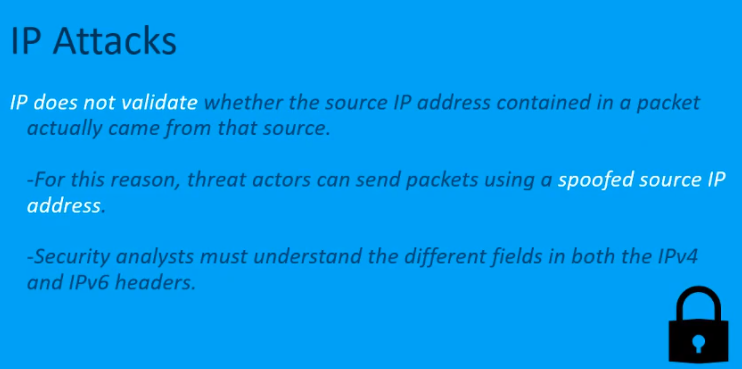 IP Attacks
IP does not validate whether the source IP address contained in a packet
actually came from that source.
-For this reason, threat actors can send packets using a spoofed source IP
address.
-Security analysts must understand the different fields in both the IPv4
and IPv6 headers.